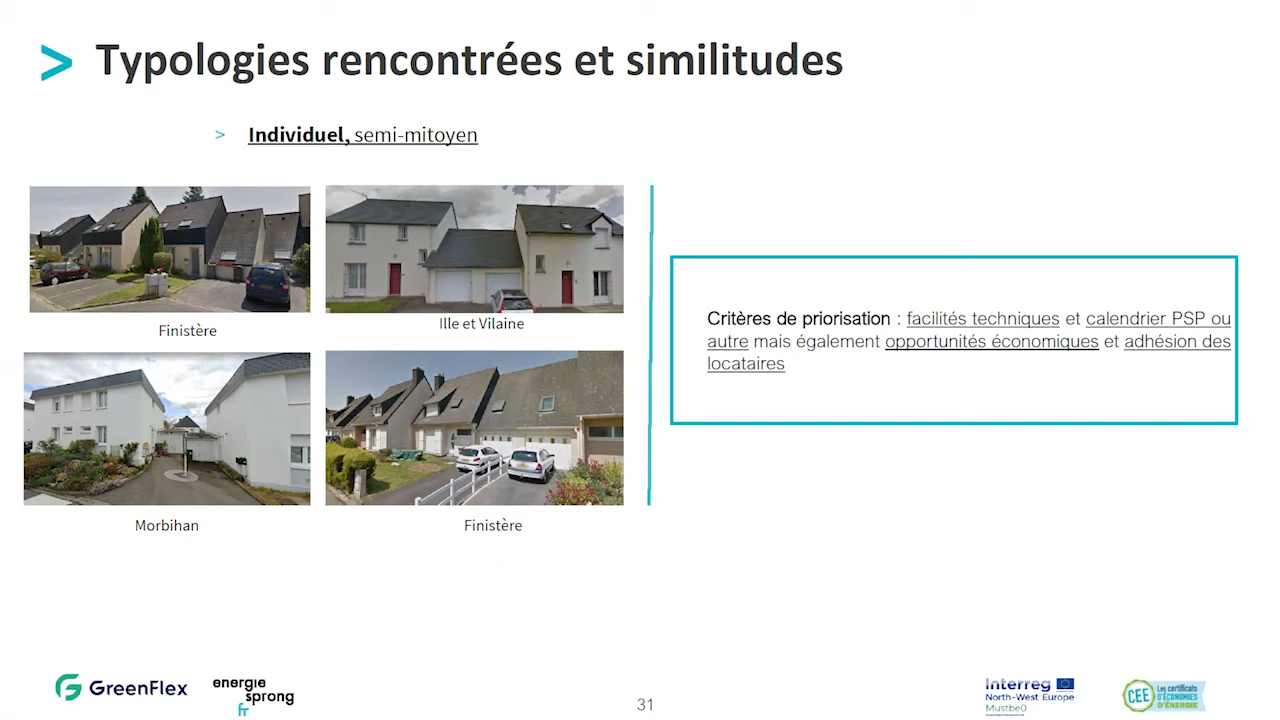 > Typologies rencontrées et similitudes
> Individuel, semi-mitoyen
Finistère
Ille et Vilaine
Morbihan
Finistère
Critères de priorisation : facilités techniques et calendrier PSP ou
autre mais également opportunités économiques et adhésion des
locataires
GreenFlex
energie
sprong
fr
31
Interreg
North-West Europe
Mustbe0
CEE
Les certificats
D'ÉCONOMIES
D'ÉNERGIE